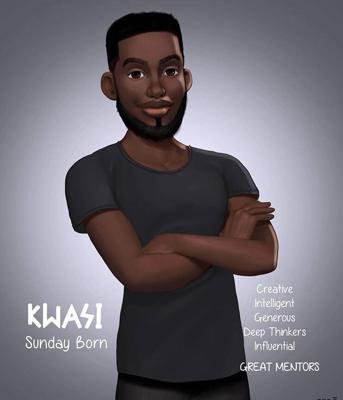 KWASI
Sunday Born
Creative
Intelligent
Generous
Deep Thinkers
Influential
GREAT MENTORS